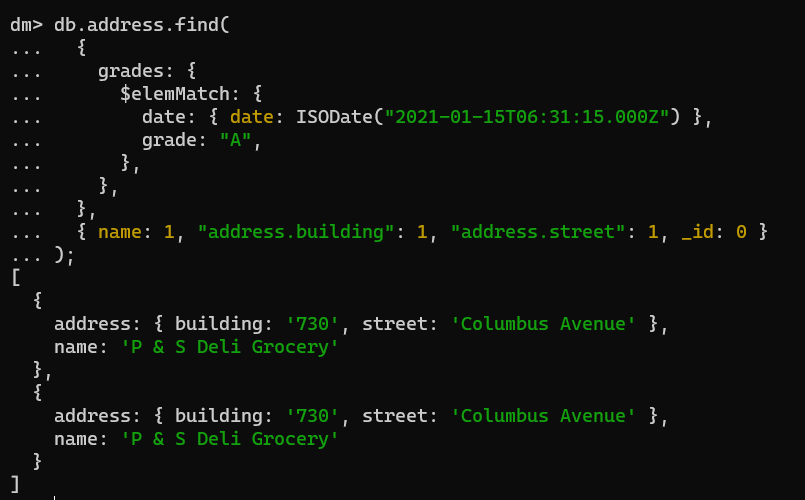 dm> db.address.find(
...   {
...     grades: {
...       $elemMatch: {
...         date: { date: ISODate("2021-01-15T06:31:15.000Z") },
...         grade: "A",
...       },
...     },
...   },
...   { name: 1, "address.building": 1, "address.street": 1, _id: 0 }
... );
[
  {
    address: { building: '730', street: 'Columbus Avenue' },
    name: 'P & S Deli Grocery'
  },
  {
    address: { building: '730', street: 'Columbus Avenue' },
    name: 'P & S Deli Grocery'
  }
]